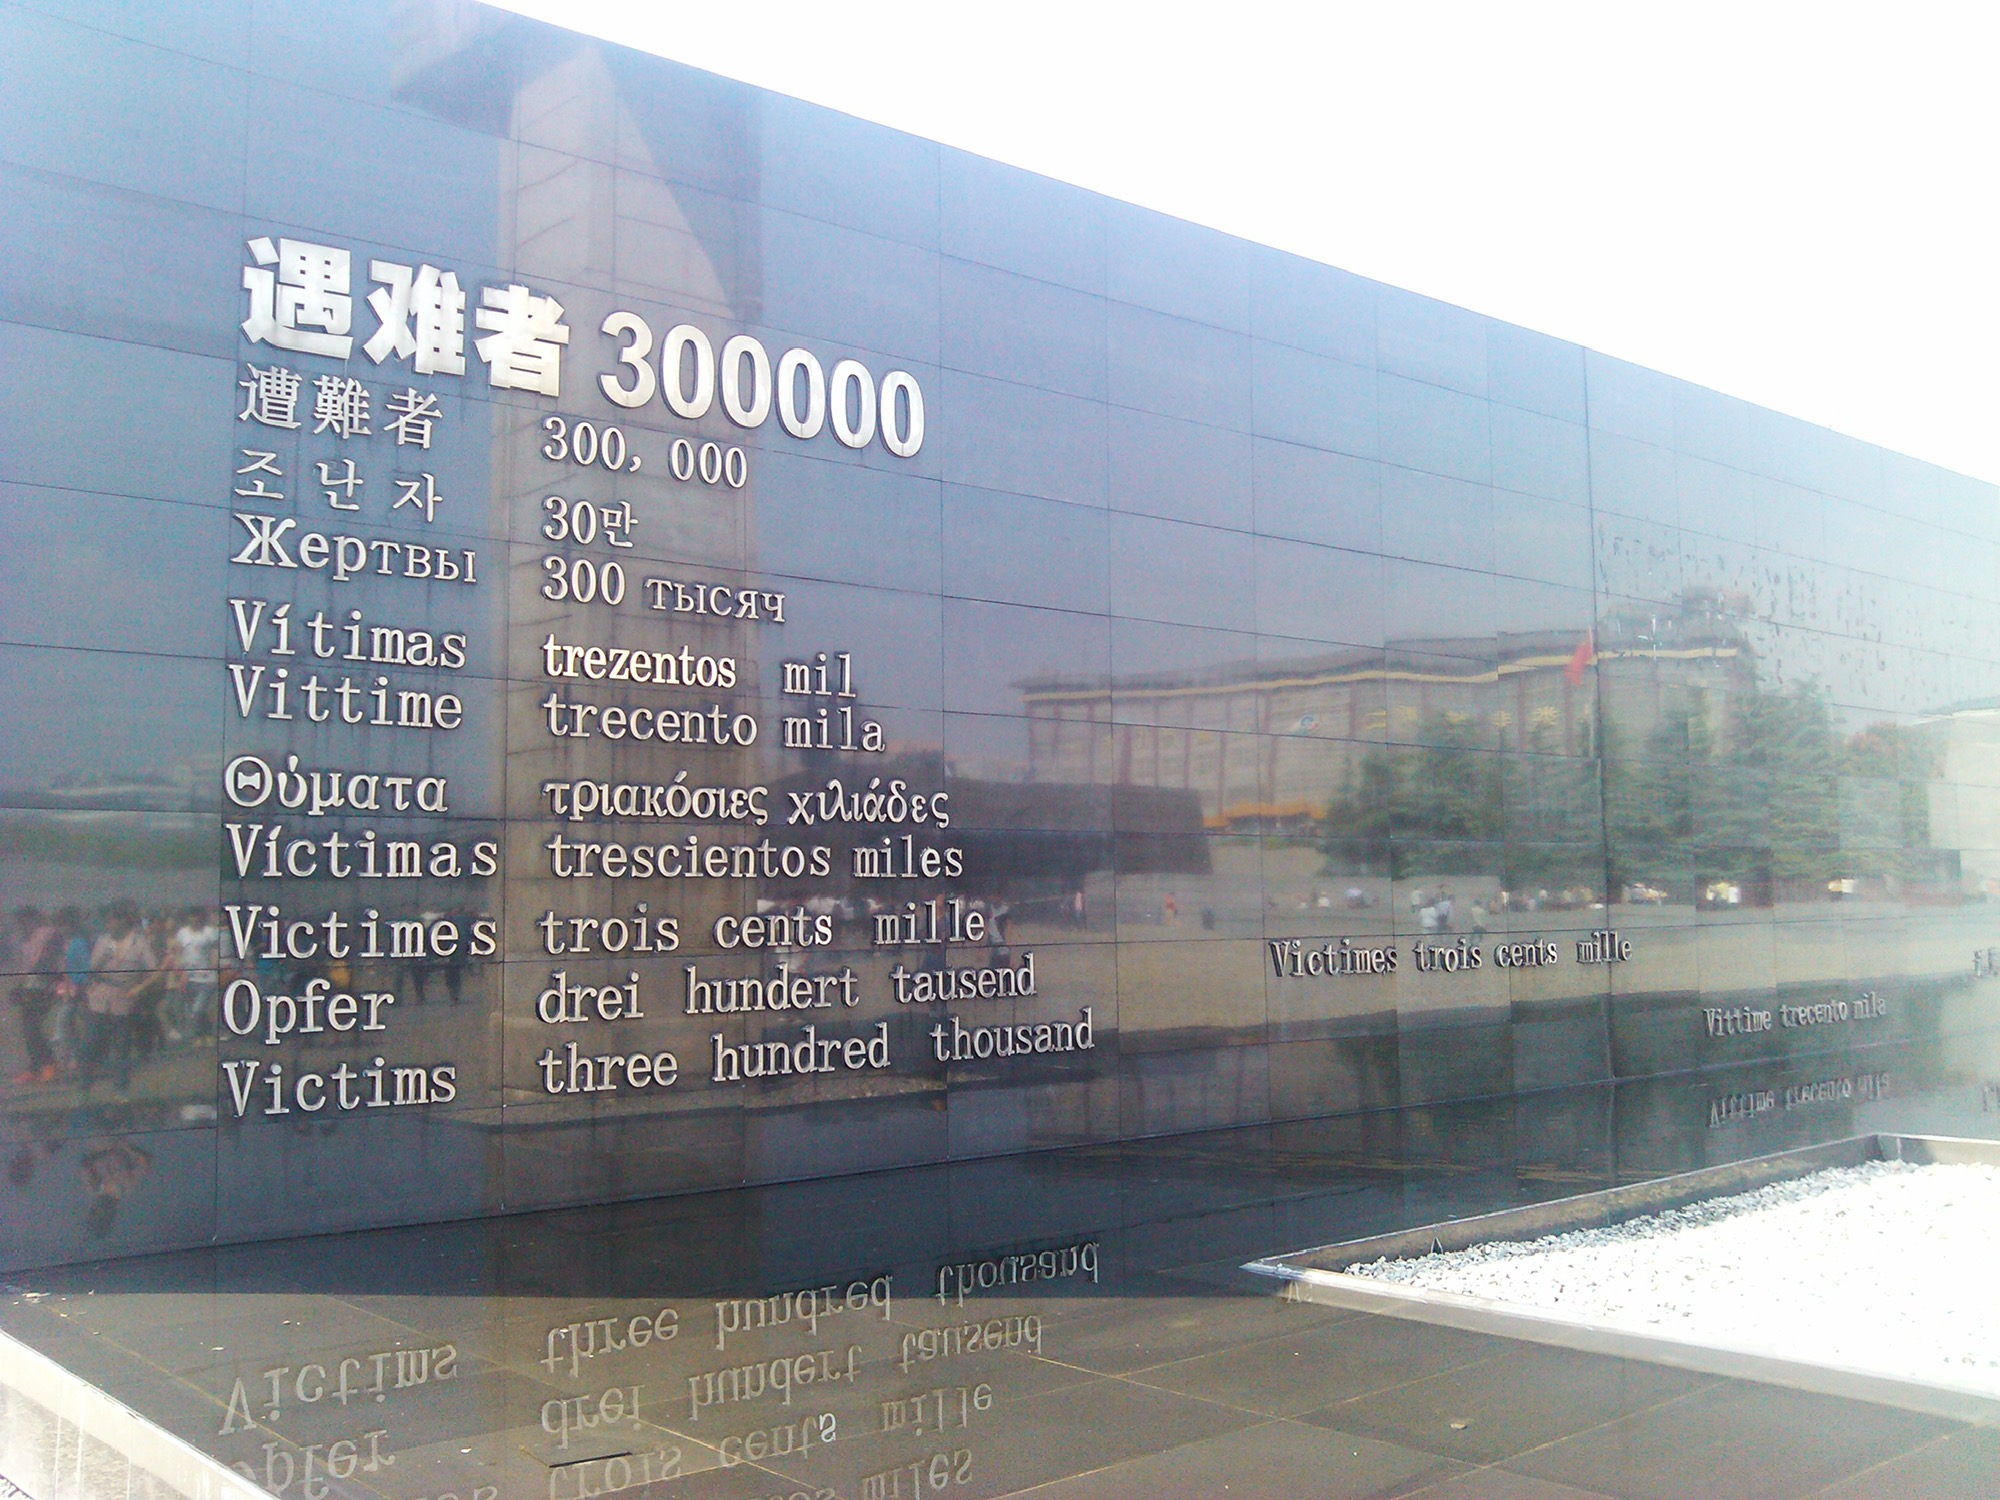 遇难者 300000
遭難者 300, 000
조난자 30만
Жертвы 300 тысяч
Vítimas trezentos mil
Vittime trecento mila
Θύματα τριακόσιες χιλιάδες
Víctimas trescientos miles
Victimes trois cents mille
Opfer drei hundert tausend
Victims three hundred thousand
Victimes trois cents mille
Vittime trecento mila